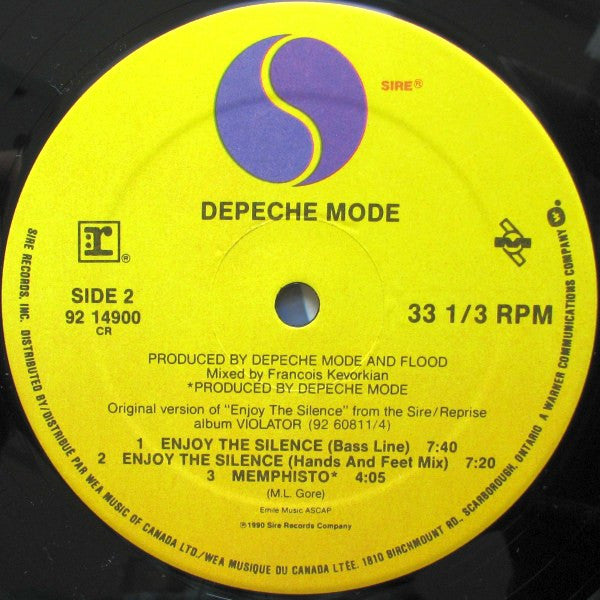 SIRE®
DEPECHE MODE
r®
SIDE 2
92 14900
CR
33 1/3 RPM
PRODUCED BY DEPECHE MODE AND FLOOD
Mixed by Francois Kevorkian
*PRODUCED BY DEPECHE MODE
Original version of "Enjoy The Silence" from the Sire/Reprise
album VIOLATOR (92 60811/4)
1 ENJOY THE SILENCE (Bass Line) 7:40
2 ENJOY THE SILENCE (Hands And Feet Mix) 7:20
3 MEMPHISTO* 4:05
(M.L. Gore)
Emile Music ASCAP
℗1990 Sire Records Company
SIRE RECORDS, INC. DISTRIBUTED BY/DISTRIBUE PAR WEA MUSIC OF CANADA LTD./WEA MUSIQUE DU CANADA LTÉE. 1810 BIRCHMOUNT RD., SCARBOROUGH, ONTARIO A WARNER COMMUNICATIONS COMPANY